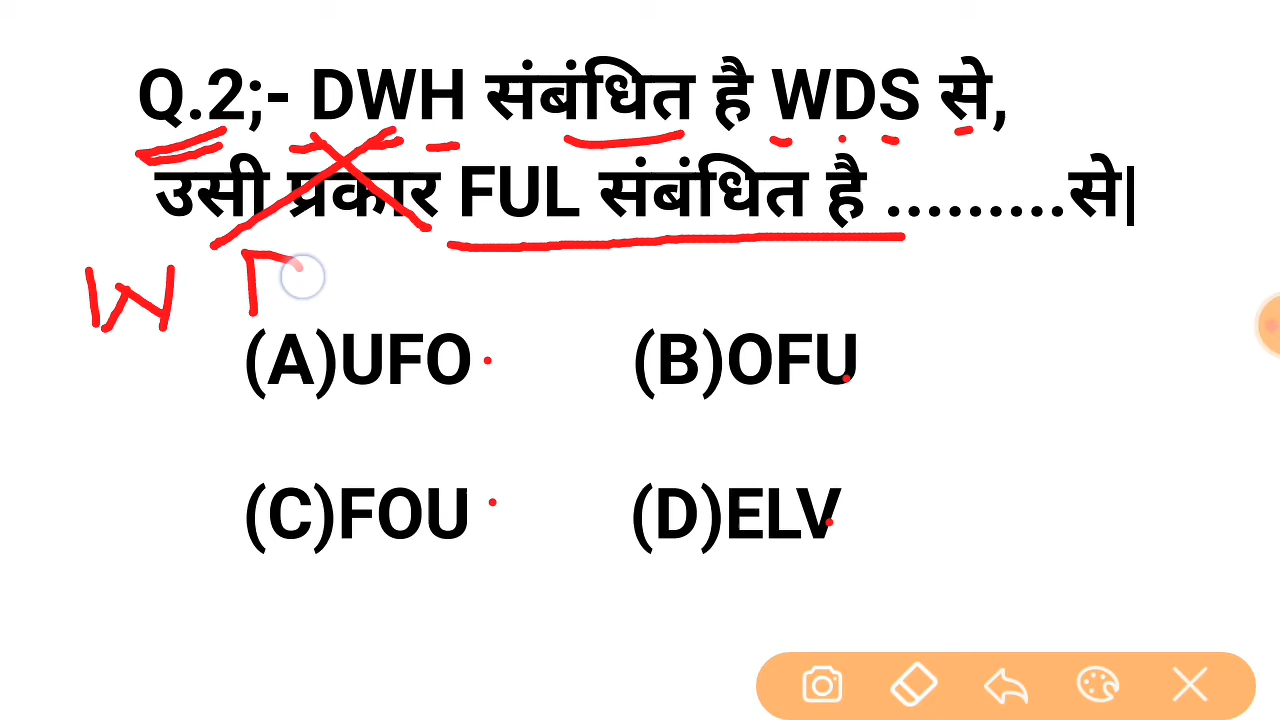 Q.2;- DWH संबंधित है WDS से,
उसी प्रकार FUL संबंधित है .........से|
W
(A)UFO (B)OFU
(C)FOU (D)ELV